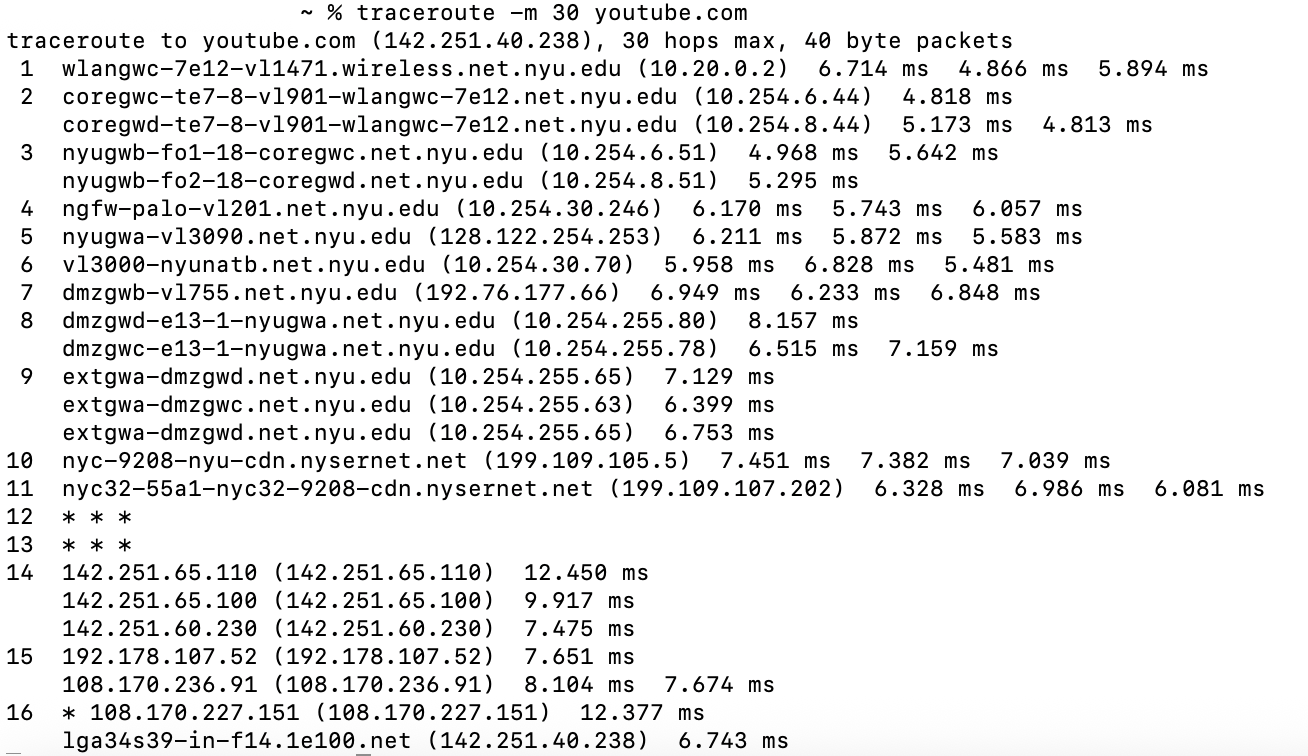 ~ % traceroute -m 30 youtube.com
traceroute to youtube.com (142.251.40.238), 30 hops max, 40 byte packets
 1  wlangwc-7e12-vl1471.wireless.net.nyu.edu (10.20.0.2)  6.714 ms  4.866 ms  5.894 ms
 2  coregwc-te7-8-vl901-wlangwc-7e12.net.nyu.edu (10.254.6.44)  4.818 ms
    coregwd-te7-8-vl901-wlangwc-7e12.net.nyu.edu (10.254.8.44)  5.173 ms  4.813 ms
 3  nyugwb-fo1-18-coregwc.net.nyu.edu (10.254.6.51)  4.968 ms  5.642 ms
    nyugwb-fo2-18-coregwd.net.nyu.edu (10.254.8.51)  5.295 ms
 4  ngfw-palo-vl201.net.nyu.edu (10.254.30.246)  6.170 ms  5.743 ms  6.057 ms
 5  nyugwa-vl3090.net.nyu.edu (128.122.254.253)  6.211 ms  5.872 ms  5.583 ms
 6  vl3000-nyunatb.net.nyu.edu (10.254.30.70)  5.958 ms  6.828 ms  5.481 ms
 7  dmzgwb-vl755.net.nyu.edu (192.76.177.66)  6.949 ms  6.233 ms  6.848 ms
 8  dmzgwd-e13-1-nyugwa.net.nyu.edu (10.254.255.80)  8.157 ms
    dmzgwc-e13-1-nyugwa.net.nyu.edu (10.254.255.78)  6.515 ms  7.159 ms
 9  extgwa-dmzgwd.net.nyu.edu (10.254.255.65)  7.129 ms
    extgwa-dmzgwc.net.nyu.edu (10.254.255.63)  6.399 ms
    extgwa-dmzgwd.net.nyu.edu (10.254.255.65)  6.753 ms
10  nyc-9208-nyu-cdn.nysernet.net (199.109.105.5)  7.451 ms  7.382 ms  7.039 ms
11  nyc32-55a1-nyc32-9208-cdn.nysernet.net (199.109.107.202)  6.328 ms  6.986 ms  6.081 ms
12  * * *
13  * * *
14  142.251.65.110 (142.251.65.110)  12.450 ms
    142.251.65.100 (142.251.65.100)  9.917 ms
    142.251.60.230 (142.251.60.230)  7.475 ms
15  192.178.107.52 (192.178.107.52)  7.651 ms
    108.170.236.91 (108.170.236.91)  8.104 ms  7.674 ms
16  * 108.170.227.151 (108.170.227.151)  12.377 ms
    lga34s39-in-f14.1e100.net (142.251.40.238)  6.743 ms